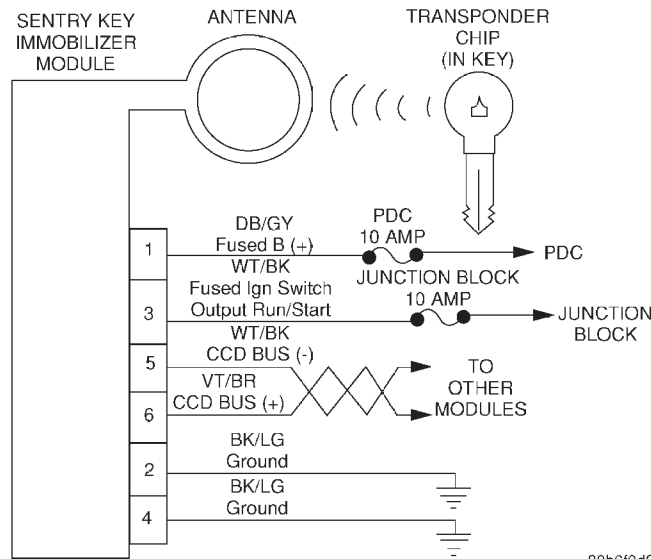 SENTRY KEY
IMMOBILIZER
MODULE
ANTENNA
TRANSPONDER
CHIP
(IN KEY)
1
DB/GY
Fused B (+)
PDC
10 AMP
PDC
3
WT/BK
Fused Ign Switch
Output Run/Start
JUNCTION BLOCK
10 AMP
JUNCTION
BLOCK
5
WT/BK
CCD BUS (-)
6
VT/BR
CCD BUS (+)
TO
OTHER
MODULES
2
BK/LG
Ground
4
BK/LG
Ground